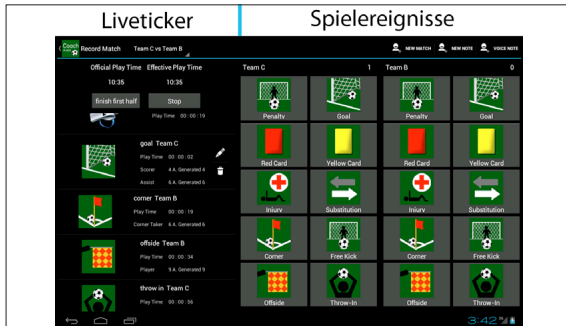 Liveticker
Spielereignisse
Coach
Record Match
Team C vs Team B
NEW MATCH
NEW NOTE
VOICE NOTE
Official Play Time
Effective Play Time
10:35
10:35
finish first half
Stop
Play Time 00 : 00 : 19
goal Team C
Play Time 00 : 00 : 02
Scorer 4 A. Generated 4
Assist 6 A. Generated 6
corner Team B
Play Time 00 : 00 : 19
Corner Taker 6 A. Generated 6
offside Team B
Play Time 00 : 00 : 34
Player 9 A. Generated 9
throw in Team C
Play Time 00 : 00 : 56
Team C 1
Team B 0
Penalty
Goal
Penalty
Goal
Red Card
Yellow Card
Red Card
Yellow Card
Injury
Substitution
Injury
Substitution
Corner
Free Kick
Corner
Free Kick
Offside
Throw-In
Offside
Throw-In
3:42